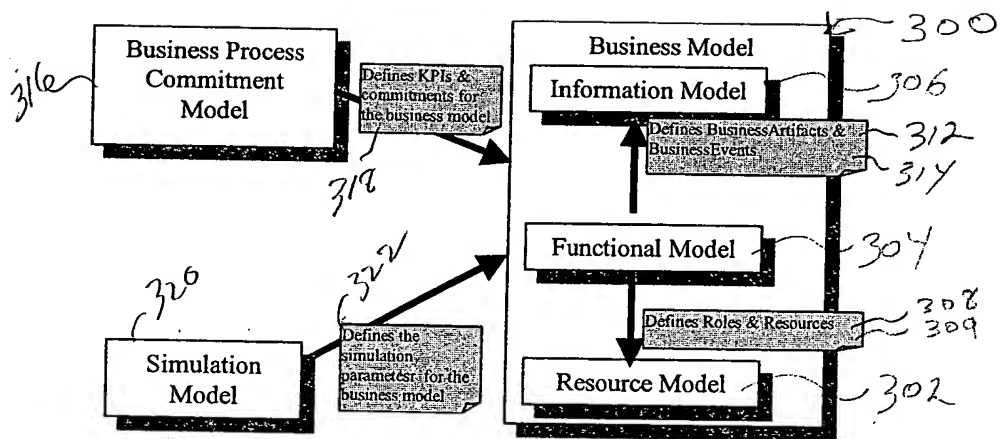 Business Process
Commitment
Model
316
Defines KPIs &
commitments for
the business model
318
Business Model
300
Information Model
306
Defines BusinessArtifacts &
BusinessEvents
312
314
Functional Model
304
Defines Roles & Resources
308
309
Resource Model
302
320
Simulation
Model
322
Defines the
simulation
parametesr for the
business model